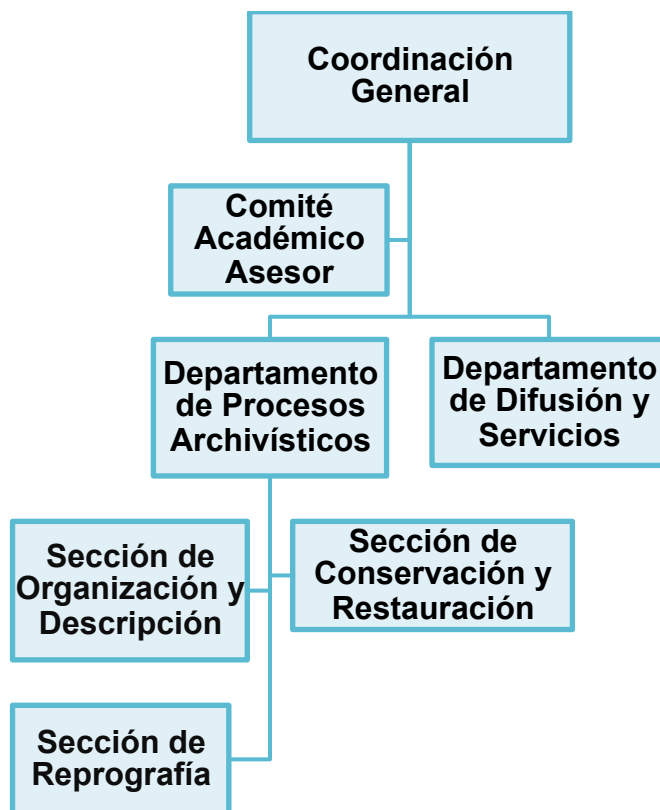 Coordinación
General
Comité
Académico
Asesor
Departamento
de Procesos
Archivísticos
Departamento
de Difusión y
Servicios
Sección de
Organización y
Descripción
Sección de
Conservación y
Restauración
Sección de
Reprografía